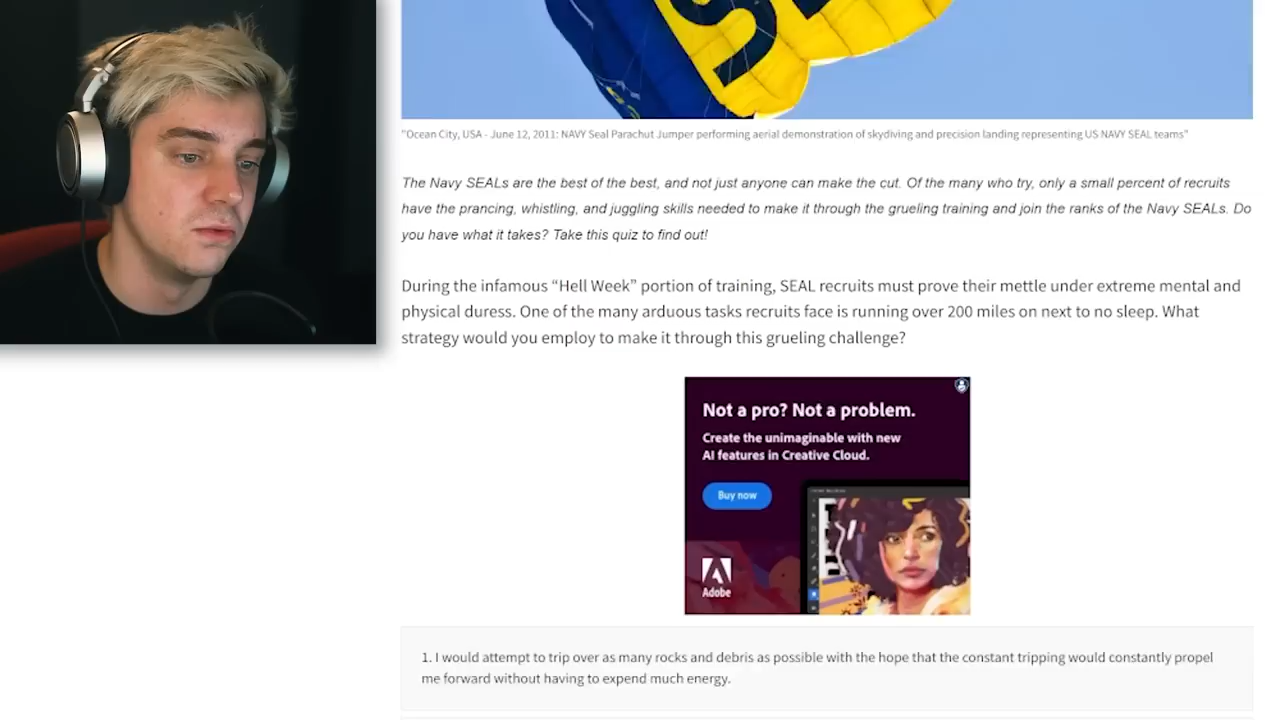 "Ocean City, USA - June 12, 2011: NAVY Seal Parachut Jumper performing aerial demonstration of skydiving and precision landing representing US NAVY SEAL teams"
The Navy SEALs are the best of the best, and not just anyone can make the cut. Of the many who try, only a small percent of recruits
have the prancing, whistling, and juggling skills needed to make it through the grueling training and join the ranks of the Navy SEALs. Do
you have what it takes? Take this quiz to find out!
During the infamous “Hell Week” portion of training, SEAL recruits must prove their mettle under extreme mental and
physical duress. One of the many arduous tasks recruits face is running over 200 miles on next to no sleep. What
strategy would you employ to make it through this grueling challenge?
Not a pro? Not a problem.
Create the unimaginable with new
AI features in Creative Cloud.
Buy now
Adobe
1. I would attempt to trip over as many rocks and debris as possible with the hope that the constant tripping would constantly propel
me forward without having to expend much energy.